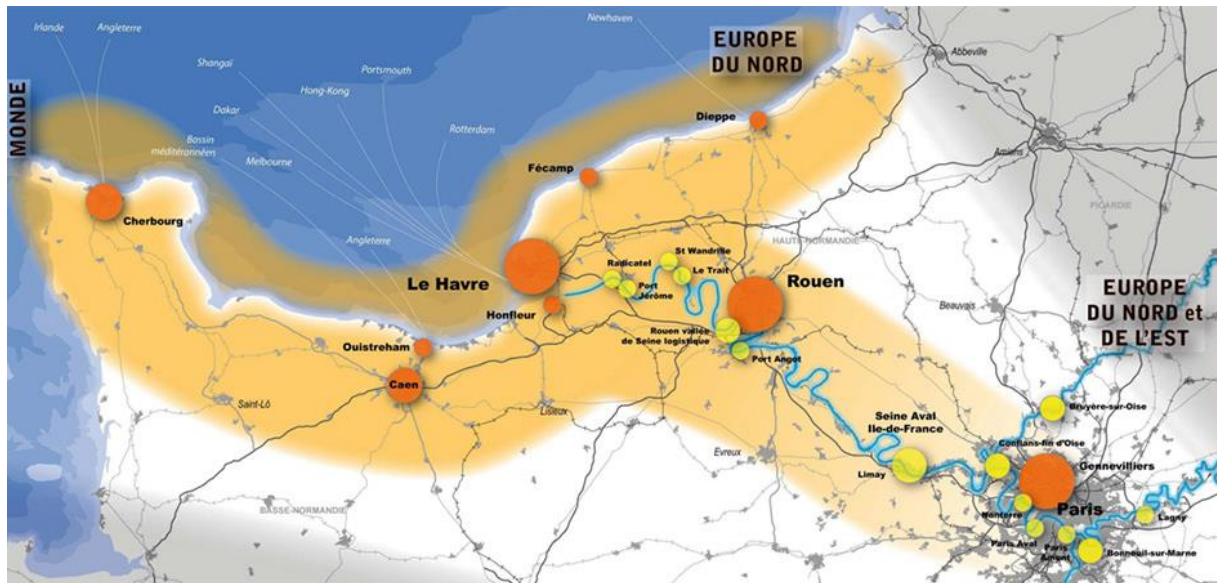 Irlande
Angleterre
Shangaï
Portsmouth
Hong-Kong
Dakar
Rotterdam
Bassin
méditérannéen
Melbourne
Angleterre
Newhaven
EUROPE
DU NORD
MONDE
Abbeville
Dieppe
Amiens
Fécamp
PICARDIE
Cherbourg
HAUTE-NORMANDIE
St Wandrille
Le Trait
Radicatel
Port
Jérôme
Le Havre
Rouen
Honfleur
Beauvais
EUROPE
DU NORD et
DE L'EST
Rouen vallée
de Seine logistique
Port Angot
Ouistreham
Caen
Saint-Lô
Lisieux
Seine Aval
Ile-de-France
Bruyère-sur-Oise
Evreux
Limay
Conflans-fin d'Oise
Gennevilliers
Paris
Nanterre
Lagny
BASSE-NORMANDIE
Paris Aval
Paris
Amont
Bonneuil-sur-Marne